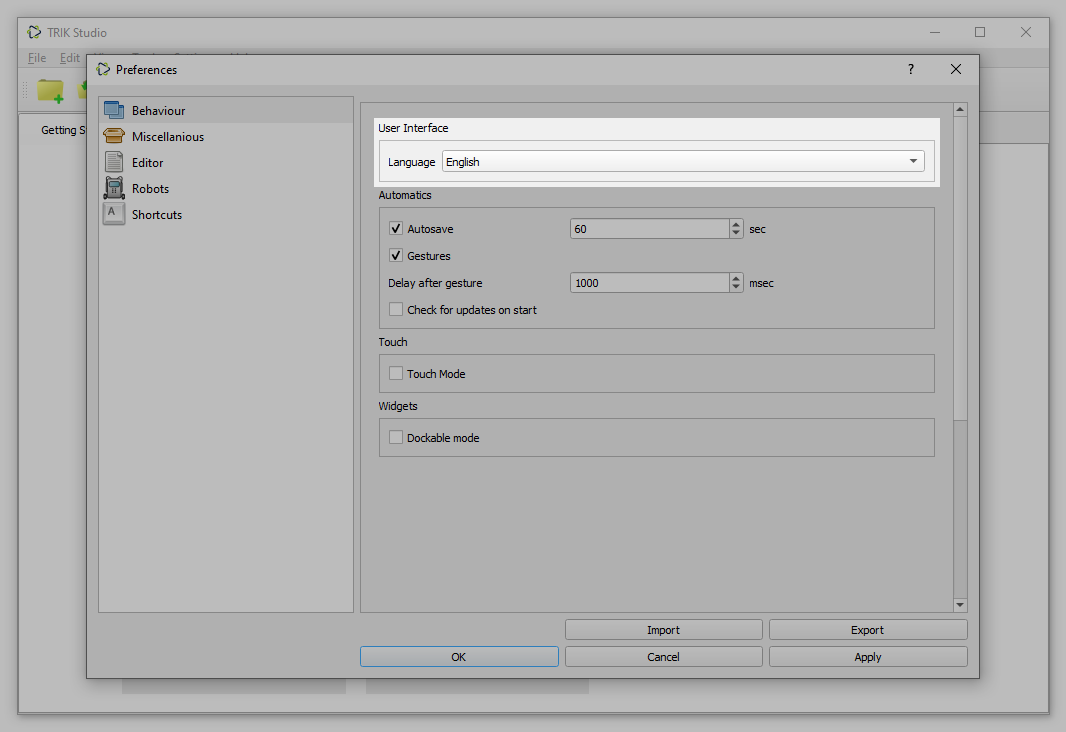 TRIK Studio
File Edit
Preferences ?
Getting S
Behaviour
Miscellanious
Editor
Robots
A
Shortcuts
User Interface
Language English
Automatics
Autosave 60 sec
Gestures
Delay after gesture 1000 msec
Check for updates on start
Touch
Touch Mode
Widgets
Dockable mode
Import Export
OK Cancel Apply